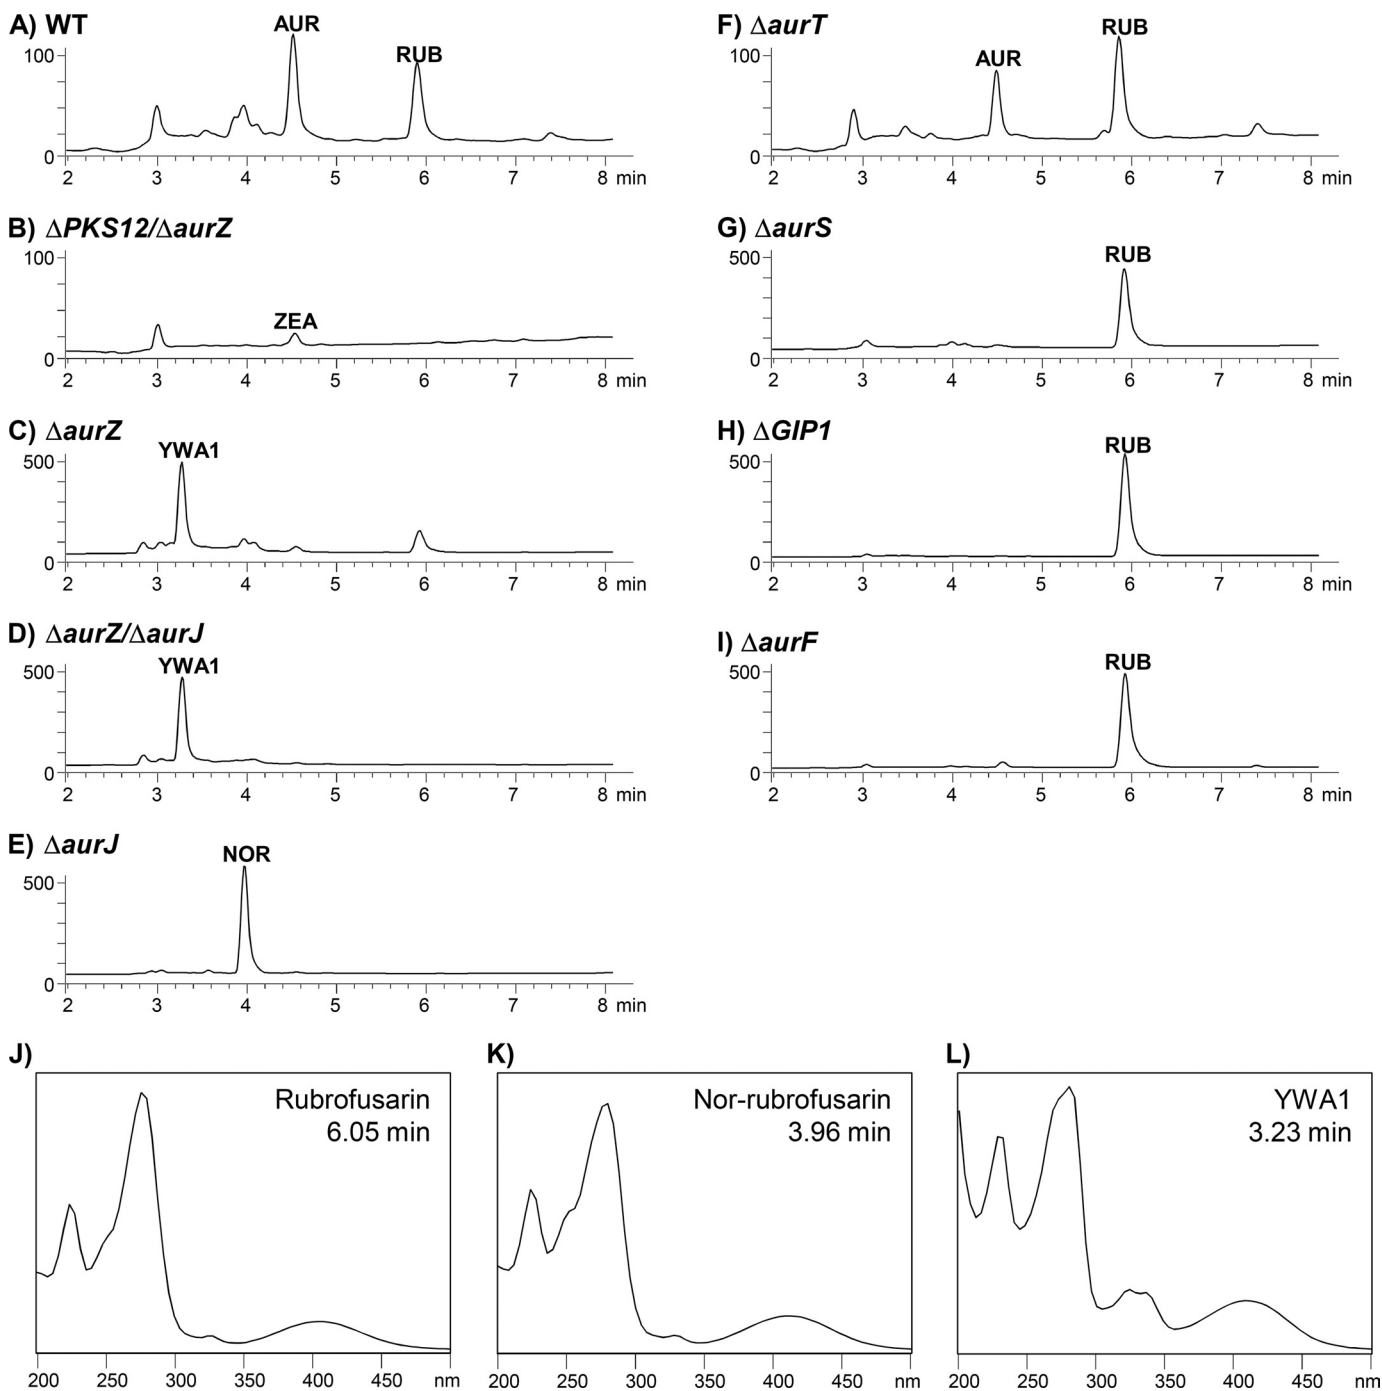 A) WT
AUR
RUB
100
0
2 3 4 5 6 7 8 min
B) ΔPKS12/ΔaurZ
100
ZEA
0
2 3 4 5 6 7 8 min
C) ΔaurZ
YWA1
500
0
2 3 4 5 6 7 8 min
D) ΔaurZ/ΔaurJ
YWA1
500
0
2 3 4 5 6 7 8 min
E) ΔaurJ
NOR
500
0
2 3 4 5 6 7 8 min
F) ΔaurT
RUB
AUR
100
0
2 3 4 5 6 7 8 min
G) ΔaurS
RUB
500
0
2 3 4 5 6 7 8 min
H) ΔGIP1
RUB
500
0
2 3 4 5 6 7 8 min
I) ΔaurF
RUB
500
0
2 3 4 5 6 7 8 min
J)
Rubrofusarin
6.05 min
200 250 300 400 450 nm
K)
Nor-rubrofusarin
3.96 min
200 250 300 350 400 450 nm
L)
YWA1
3.23 min
200 250 300 350 400 450 nm